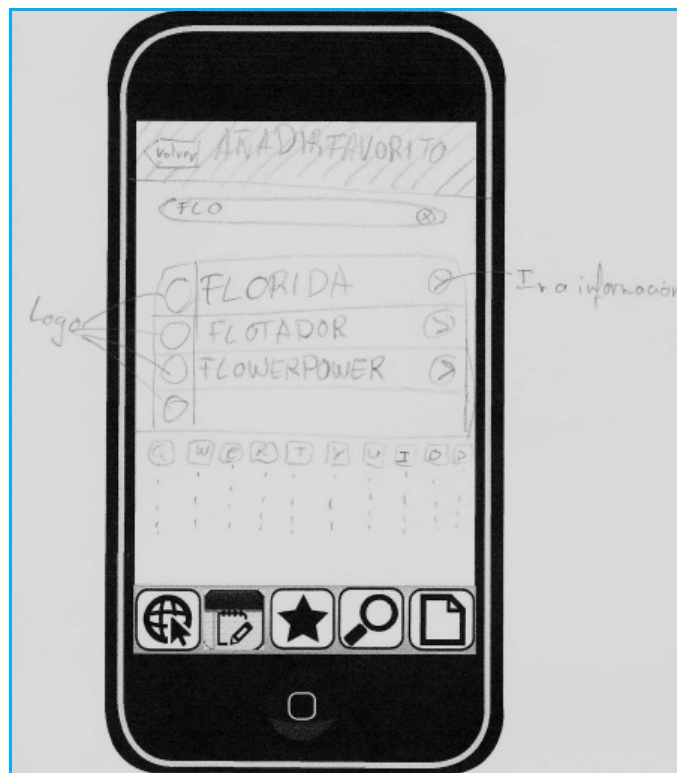 volver AÑADIR FAVORITO
FLO
FLORIDA
Ir a información
Logo
FLOTADOR
FLOWERPOWER
Q W E R T Y U I O P